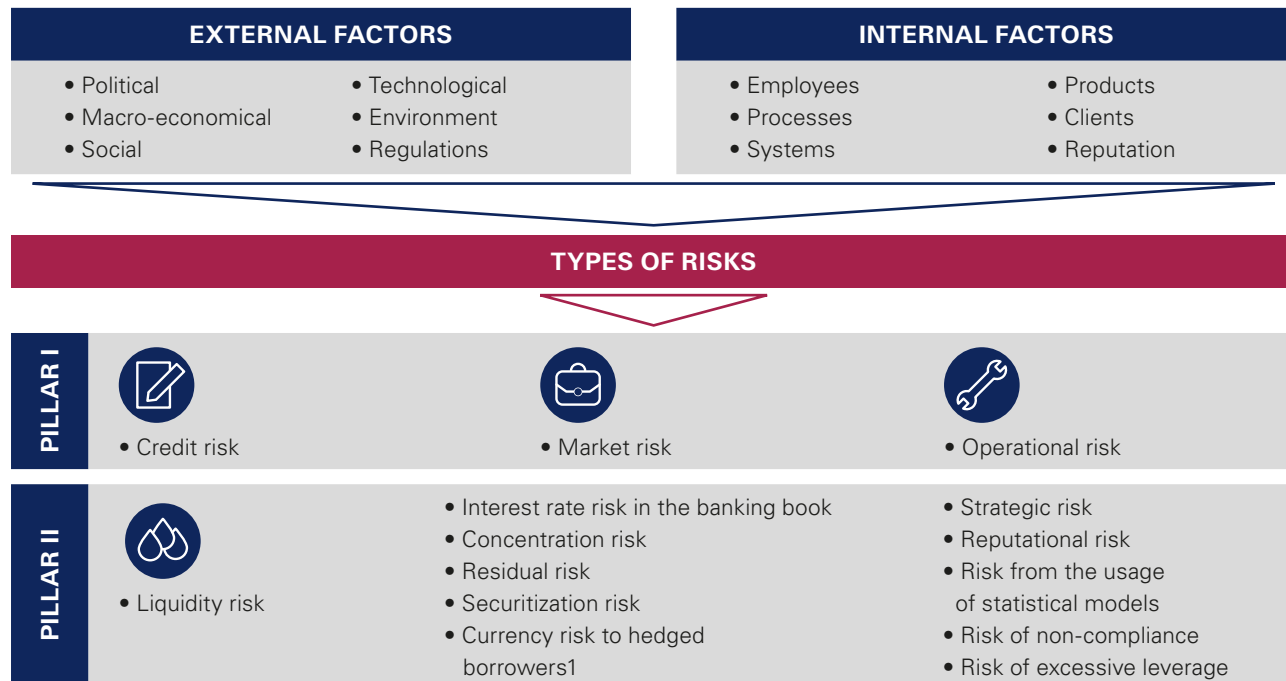 EXTERNAL FACTORS
• Political
• Macro-economical
• Social
• Technological
• Environment
• Regulations
INTERNAL FACTORS
• Employees
• Processes
• Systems
• Products
• Clients
• Reputation
TYPES OF RISKS
PILLAR I
• Credit risk
• Market risk
• Operational risk
PILLAR II
• Liquidity risk
• Interest rate risk in the banking book
• Concentration risk
• Residual risk
• Securitization risk
• Currency risk to hedged
borrowers1
• Strategic risk
• Reputational risk
• Risk from the usage
of statistical models
• Risk of non-compliance
• Risk of excessive leverage